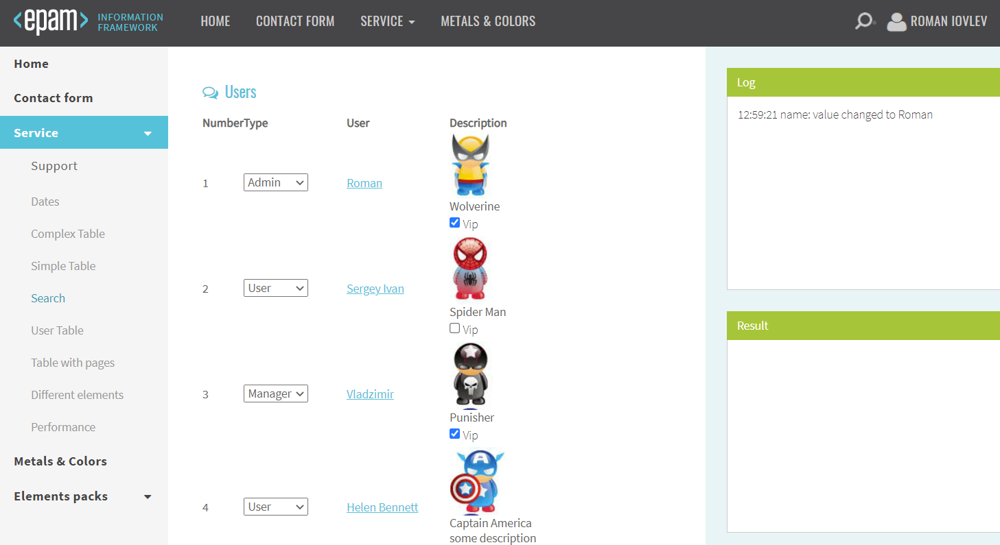 epam
INFORMATION
FRAMEWORK
HOME
CONTACT FORM
SERVICE
METALS & COLORS
ROMAN IOVLEV
Home
Contact form
Service
Support
Dates
Complex Table
Simple Table
Search
User Table
Table with pages
Different elements
Performance
Metals & Colors
Elements packs
Users
Number Type User Description
1 Admin Roman
Wolverine
Vip
2 User Sergey Ivan
Spider Man
Vip
3 Manager Vladzimir
Punisher
Vip
4 User Helen Bennett
A
Captain America
some description
Log
12:59:21 name: value changed to Roman
Result